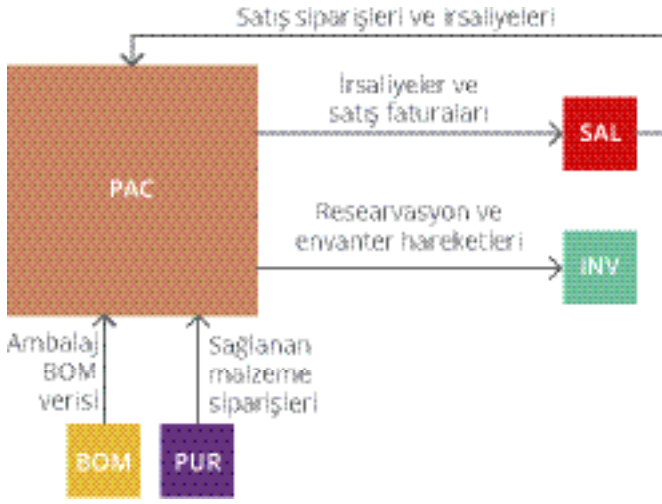 Satış siparişleri ve irsaliyeleri
İrsaliyeler ve
satış faturaları
SAL
PAC
Researvasyon ve
envanter hareketleri
INV
Ambalaj
BOM
verisi
Sağlanan
malzeme
siparişleri
BOM
PUR